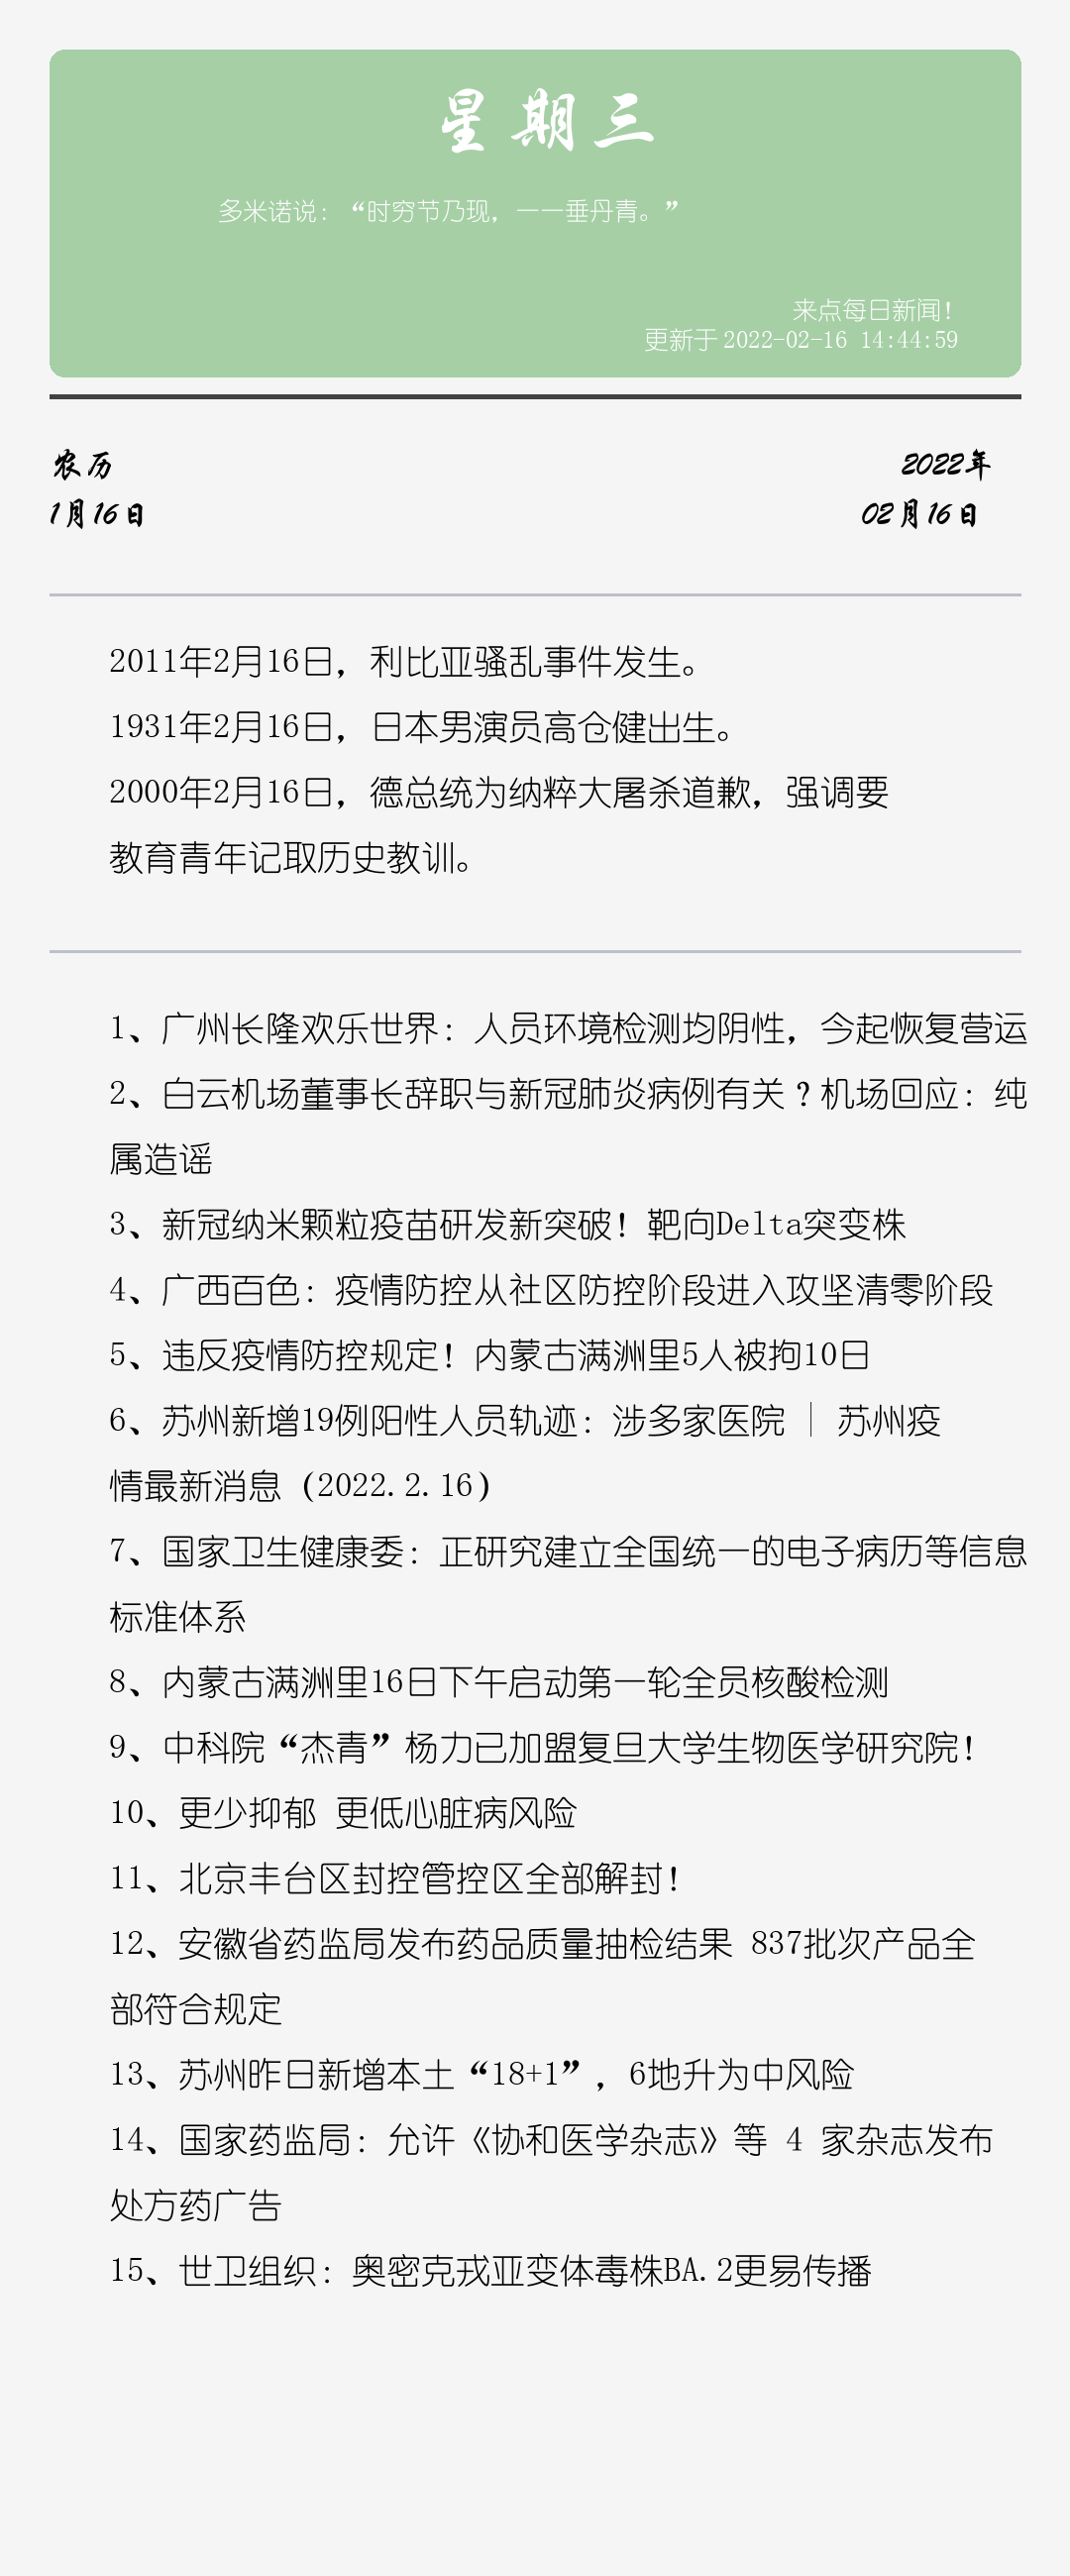 星期三
多米诺说：“时穷节乃现，一一垂丹青。”
来点每日新闻！
更新于 2022-02-16 14:44:59
农历
2022年
1月16日
02月16日
2011年2月16日，利比亚骚乱事件发生。
1931年2月16日，日本男演员高仓健出生。
2000年2月16日，德总统为纳粹大屠杀道歉，强调要
教育青年记取历史教训。
1、广州长隆欢乐世界：人员环境检测均阴性，今起恢复营运
2、白云机场董事长辞职与新冠肺炎病例有关？机场回应：纯
属造谣
3、新冠纳米颗粒疫苗研发新突破！靶向Delta突变株
4、广西百色：疫情防控从社区防控阶段进入攻坚清零阶段
5、违反疫情防控规定！内蒙古满洲里5人被拘10日
6、苏州新增19例阳性人员轨迹：涉多家医院 | 苏州疫
情最新消息（2022.2.16）
7、国家卫生健康委：正研究建立全国统一的电子病历等信息
标准体系
8、内蒙古满洲里16日下午启动第一轮全员核酸检测
9、中科院“杰青”杨力已加盟复旦大学生物医学研究院！
10、更少抑郁 更低心脏病风险
11、北京丰台区封控管控区全部解封！
12、安徽省药监局发布药品质量抽检结果 837批次产品全
部符合规定
13、苏州昨日新增本土“18+1”，6地升为中风险
14、国家药监局：允许《协和医学杂志》等 4 家杂志发布
处方药广告
15、世卫组织：奥密克戎亚变体毒株BA.2更易传播